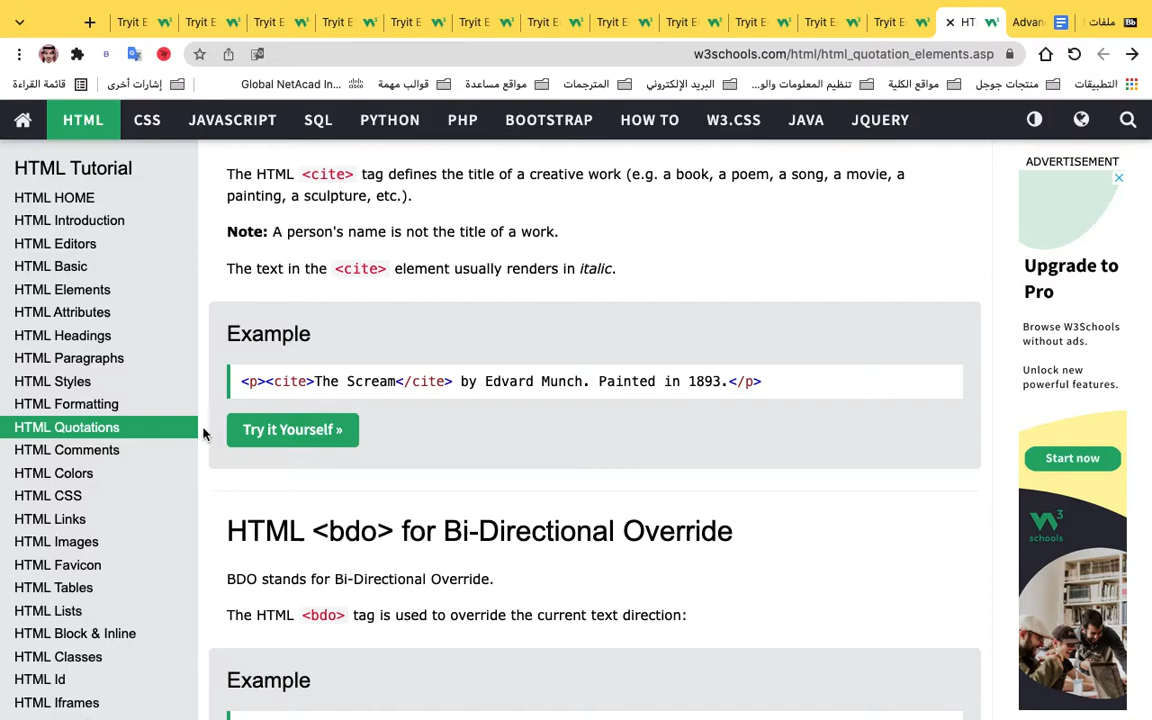 Tryit E
Tryit E
Tryit E
Tryit E
Tryit E
Tryit E
Tryit E
Tryit E
Tryit E
Tryit E
Tryit E
Tryit E
HT
Advan
ملفات
Bb
w3schools.com/html/html_quotation_elements.asp
التطبيقات
منتجات جوجل
مواقع الكلية
تنظيم المعلومات والو...
البريد الإلكتروني
المترجمات
مواقع مساعدة
قوالب مهمة
Global NetAcad In...
إشارات أخرى
قائمة القراءة
HTML CSS JAVASCRIPT SQL PYTHON PHP BOOTSTRAP HOW TO W3.CSS JAVA JQUERY
HTML Tutorial
HTML HOME
HTML Introduction
HTML Editors
HTML Basic
HTML Elements
HTML Attributes
HTML Headings
HTML Paragraphs
HTML Styles
HTML Formatting
HTML Quotations
HTML Comments
HTML Colors
HTML CSS
HTML Links
HTML Images
HTML Favicon
HTML Tables
HTML Lists
HTML Block & Inline
HTML Classes
HTML Id
HTML Iframes
The HTML <cite> tag defines the title of a creative work (e.g. a book, a poem, a song, a movie, a
painting, a sculpture, etc.).
Note: A person's name is not the title of a work.
The text in the <cite> element usually renders in italic.
Example
<p><cite>The Scream</cite> by Edvard Munch. Painted in 1893.</p>
Try it Yourself »
HTML <bdo> for Bi-Directional Override
BDO stands for Bi-Directional Override.
The HTML <bdo> tag is used to override the current text direction:
Example
ADVERTISEMENT
Upgrade to
Pro
Browse W3Schools
without ads.
Unlock new
powerful features.
Start now
W3
schools